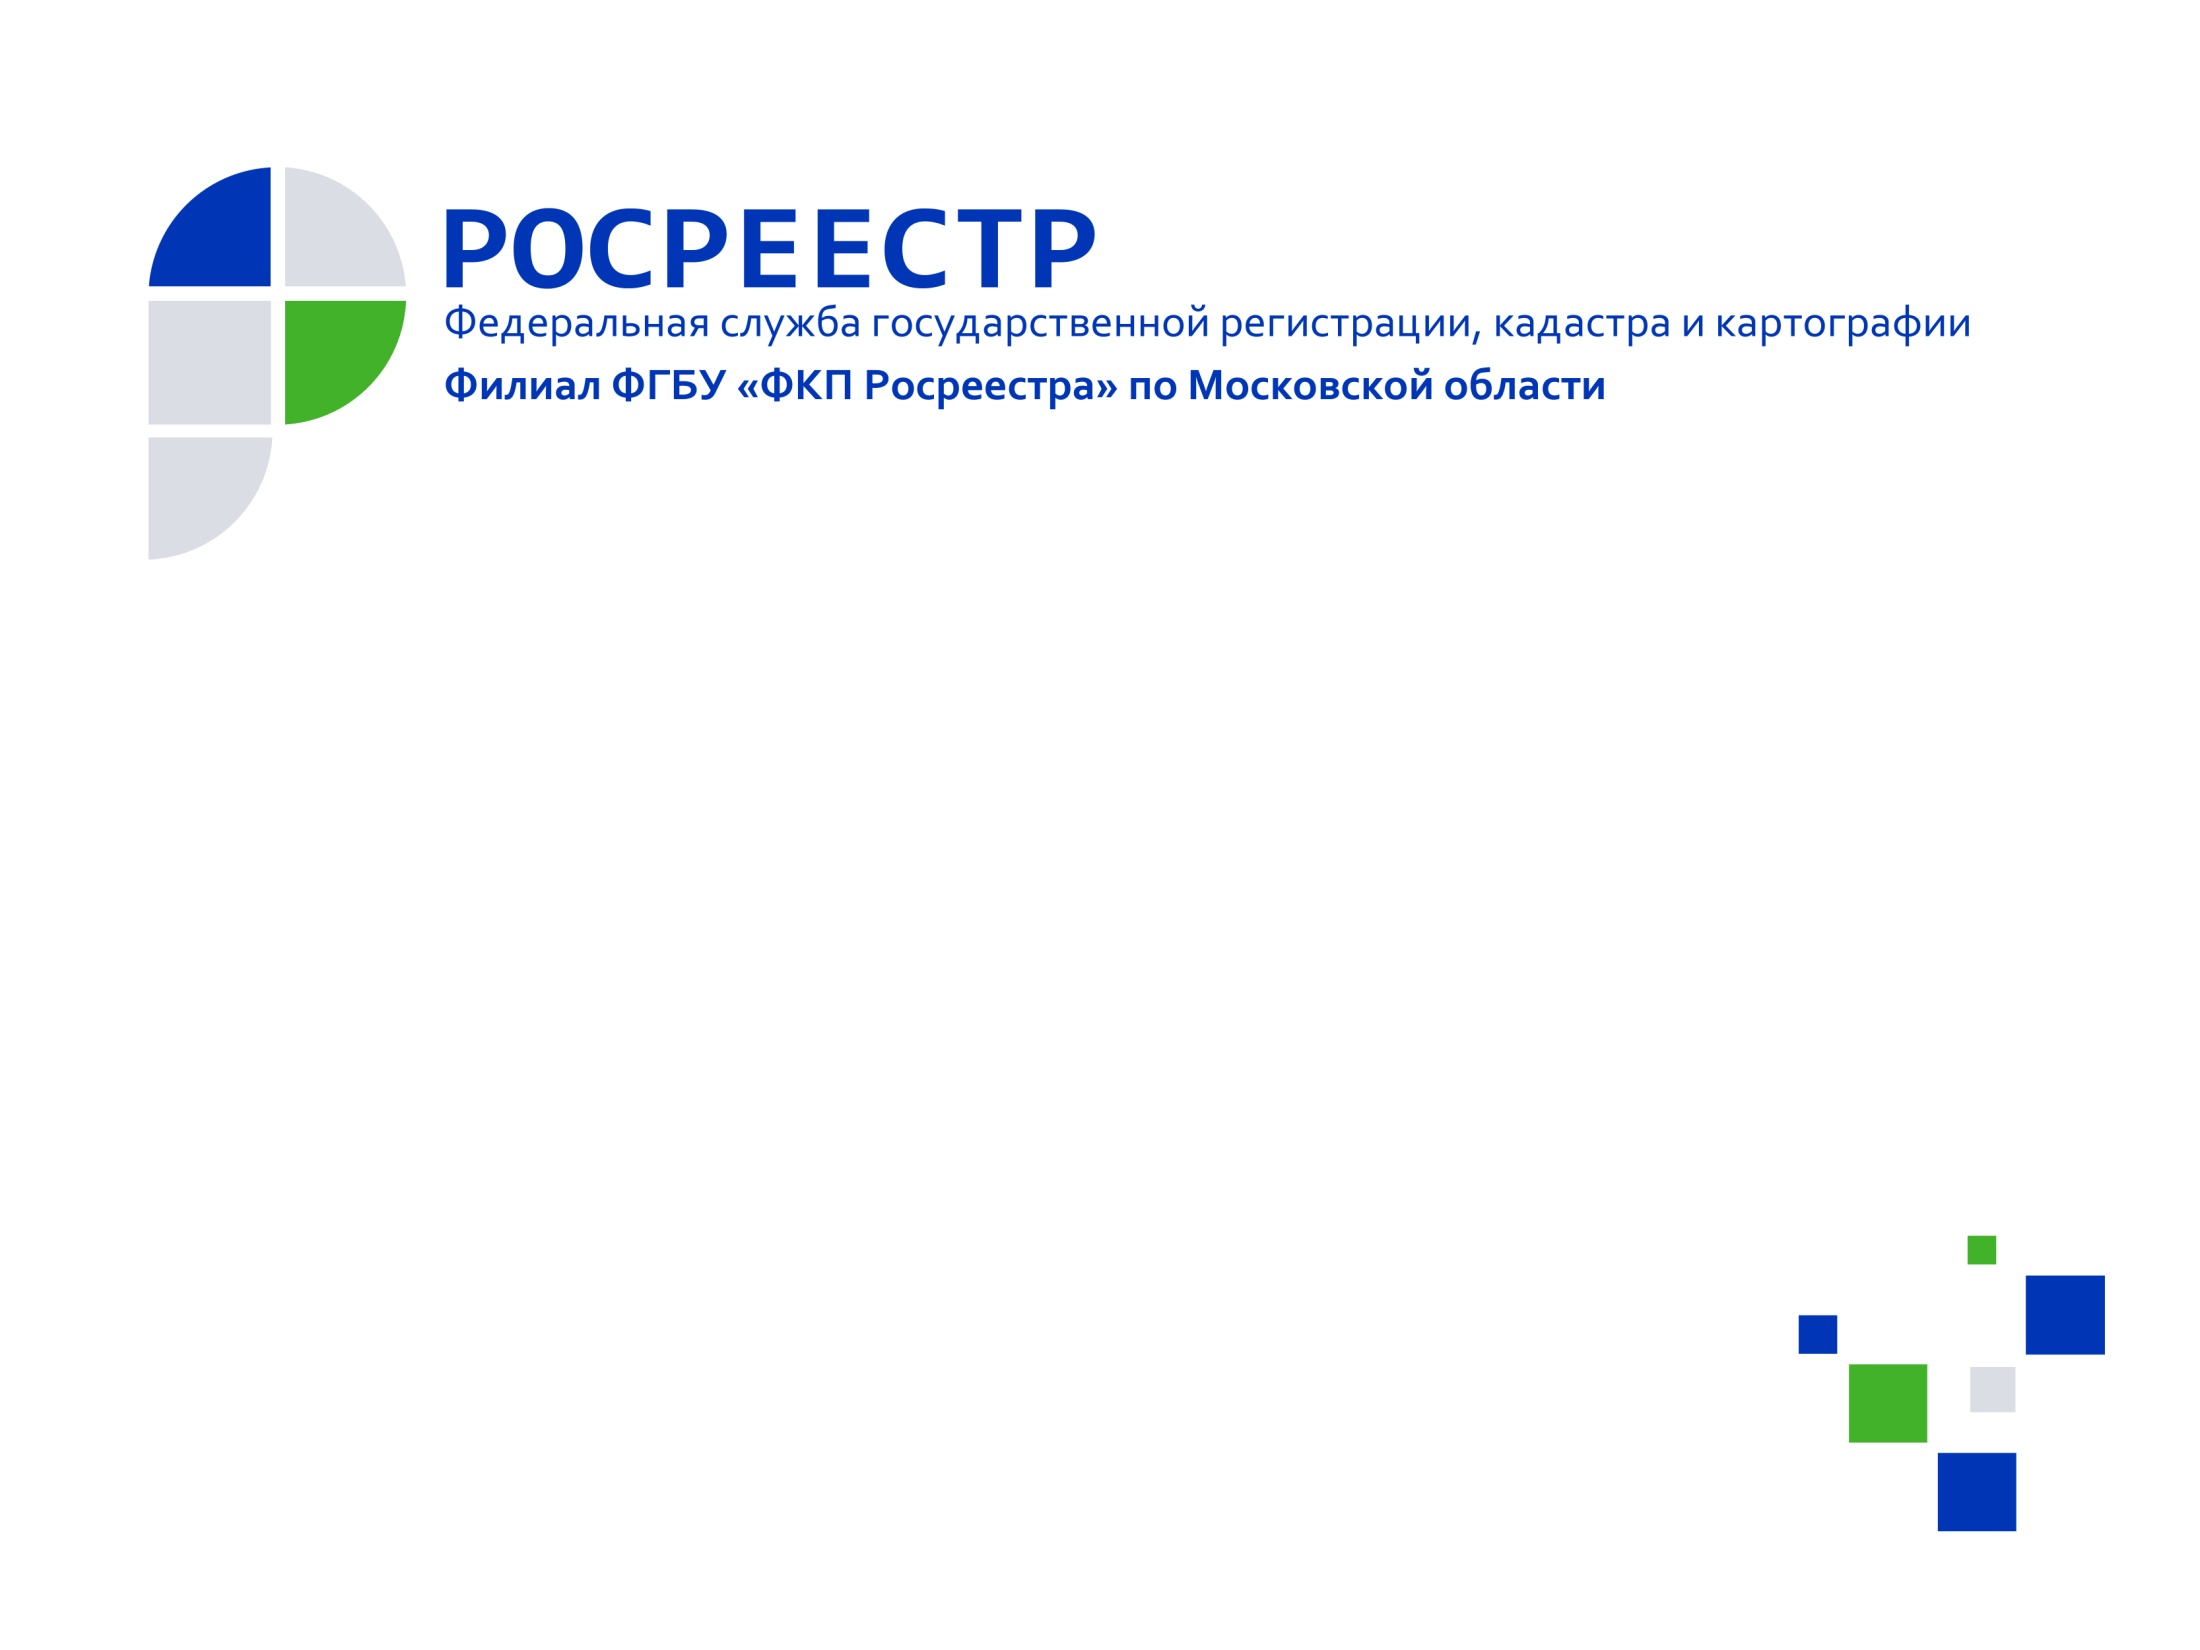 РОСРЕЕСТР
Федеральная служба государственной регистрации, кадастра и картографии
Филиал ФГБУ «ФКП Росреестра» по Московской области